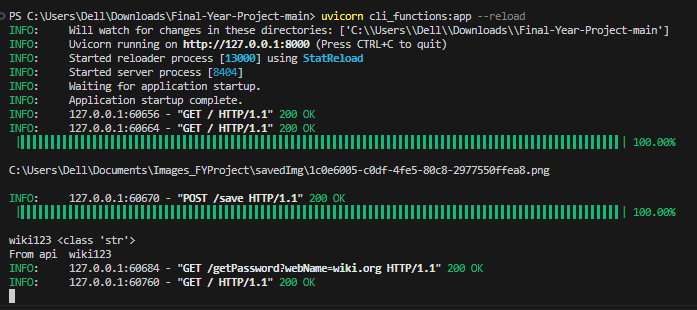 PS C:\Users\Dell\Downloads\Final-Year-Project-main> uvicorn cli_functions:app --reload
INFO:     Will watch for changes in these directories: ['C:\\Users\\Dell\\Downloads\\Final-Year-Project-main']
INFO:     Uvicorn running on http://127.0.0.1:8000 (Press CTRL+C to quit)
INFO:     Started reloader process [13000] using StatReload
INFO:     Started server process [8404]
INFO:     Waiting for application startup.
INFO:     Application startup complete.
INFO:     127.0.0.1:60656 - "GET / HTTP/1.1" 200 OK
INFO:     127.0.0.1:60664 - "GET / HTTP/1.1" 200 OK
100.00%
C:\Users\Dell\Documents\Images_FYProject\savedImg\1c0e6005-c0df-4fe5-80c8-2977550ffea8.png
INFO:     127.0.0.1:60670 - "POST /save HTTP/1.1" 200 OK
100.00%
wiki123 <class 'str'>
From api  wiki123
INFO:     127.0.0.1:60684 - "GET /getPassword?webName=wiki.org HTTP/1.1" 200 OK
INFO:     127.0.0.1:60760 - "GET / HTTP/1.1" 200 OK